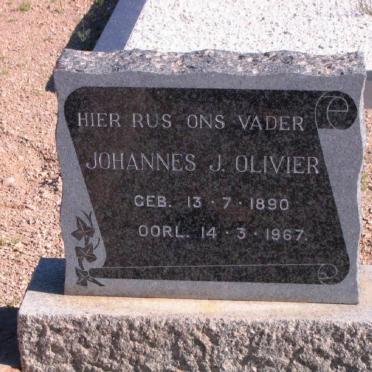 HIER RUS ONS VADER
JOHANNES J. OLIVIER
GEB. 13 · 7 · 1890
OORL. 14 · 3 · 1967.